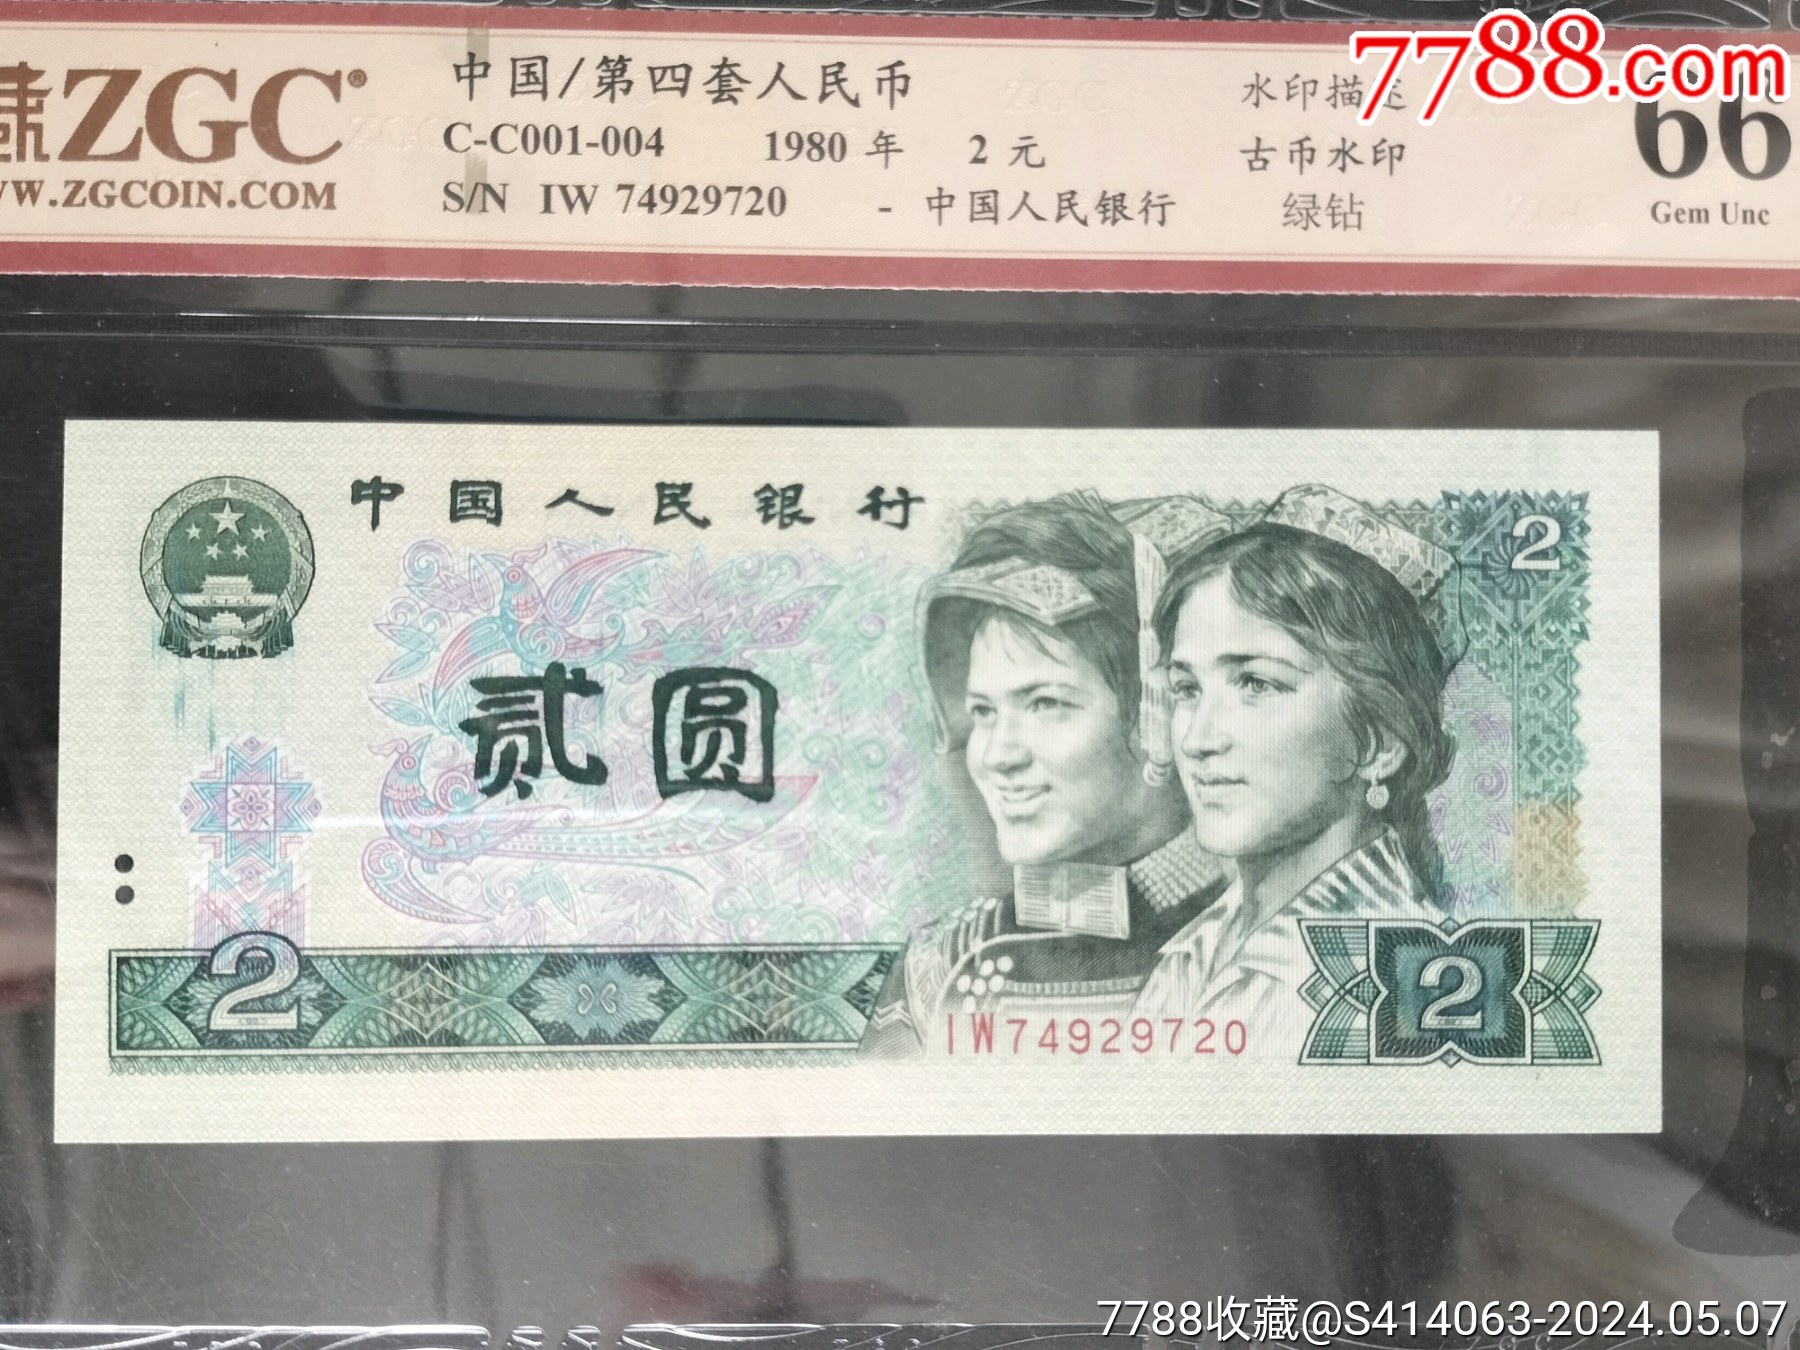 7788.com
ZGC®
WW.ZGCOIN.COM
中国/第四套人民币
C-C001-004 1980 年 2 元
S/N IW 74929720 - 中国人民银行
水印描述
古币水印
绿钻
66
Gem Unc
中国人民银行
2
贰圆
2
IW74929720
2
7788收藏@S414063-2024.05.07